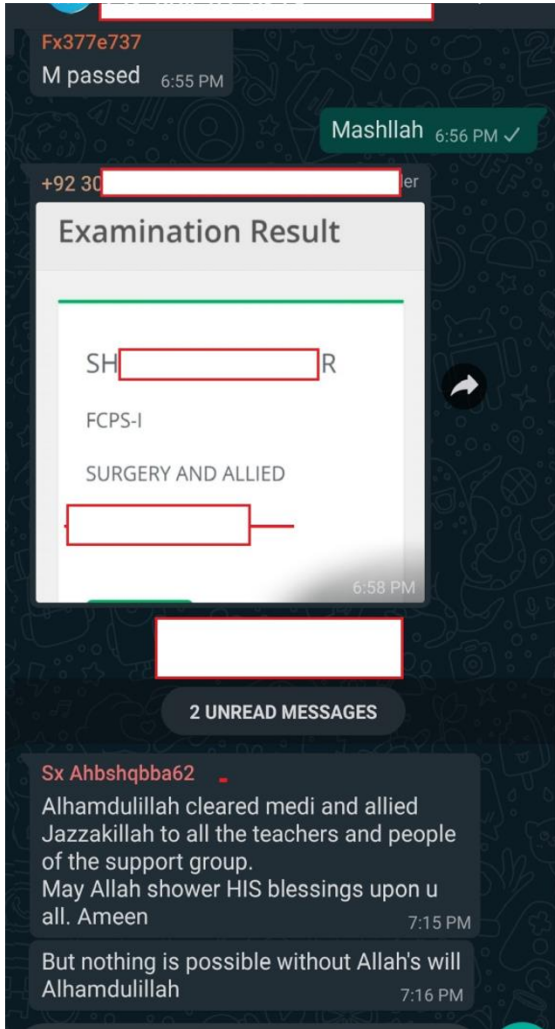 Fx377e737
M passed 6:55 PM
Mashllah 6:56 PM
+92 30
Examination Result
SH R
FCPS-I
SURGERY AND ALLIED
6:58 PM
2 UNREAD MESSAGES
Sx Ahbshqbba62
Alhamdulillah cleared medi and allied
Jazzakillah to all the teachers and people
of the support group.
May Allah shower HIS blessings upon u
all. Ameen 7:15 PM
But nothing is possible without Allah's will
Alhamdulillah 7:16 PM